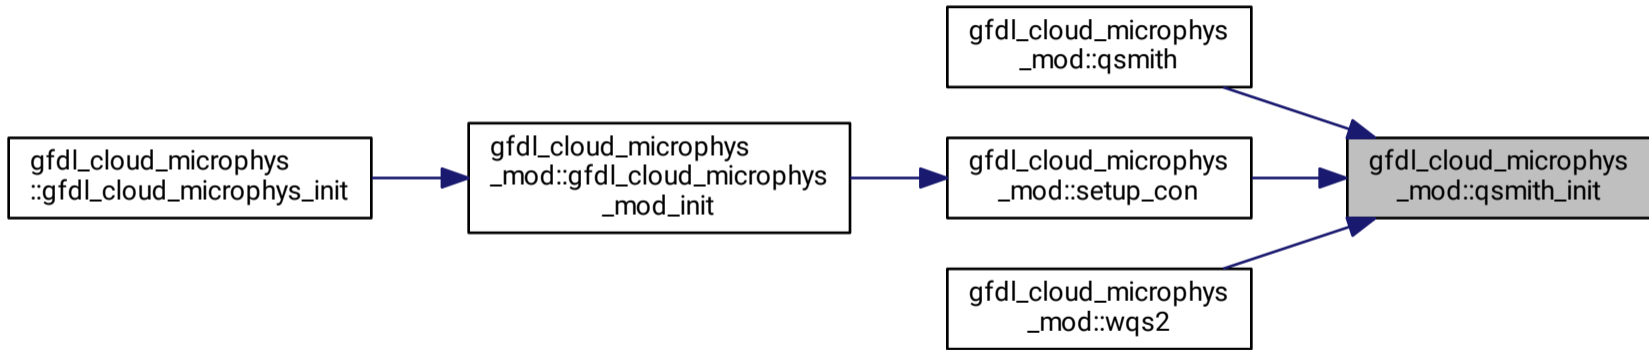 gfdl_cloud_microphys
::gfdl_cloud_microphys_init
gfdl_cloud_microphys
_mod::gfdl_cloud_microphys
_mod_init
gfdl_cloud_microphys
_mod::qsmith
gfdl_cloud_microphys
_mod::setup_con
gfdl_cloud_microphys
_mod::wqs2
gfdl_cloud_microphys
_mod::qsmith_init